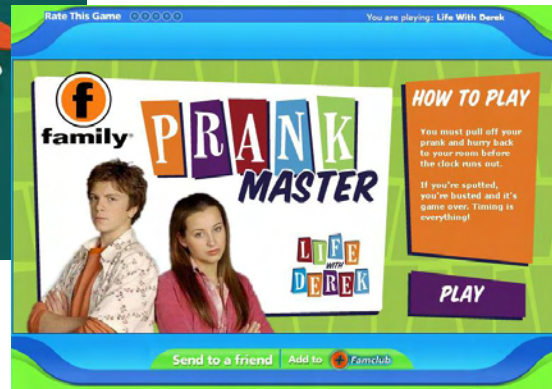 Rate This Game
You are playing: Life With Derek
f
family
PRANK
MASTER
LIFE
WITH
DEREK
HOW TO PLAY
You must pull off your
prank and hurry back
to your room before
the clock runs out.
If you're spotted,
you're busted and it's
game over. Timing is
everything!
PLAY
Send to a friend
Add to Famclub